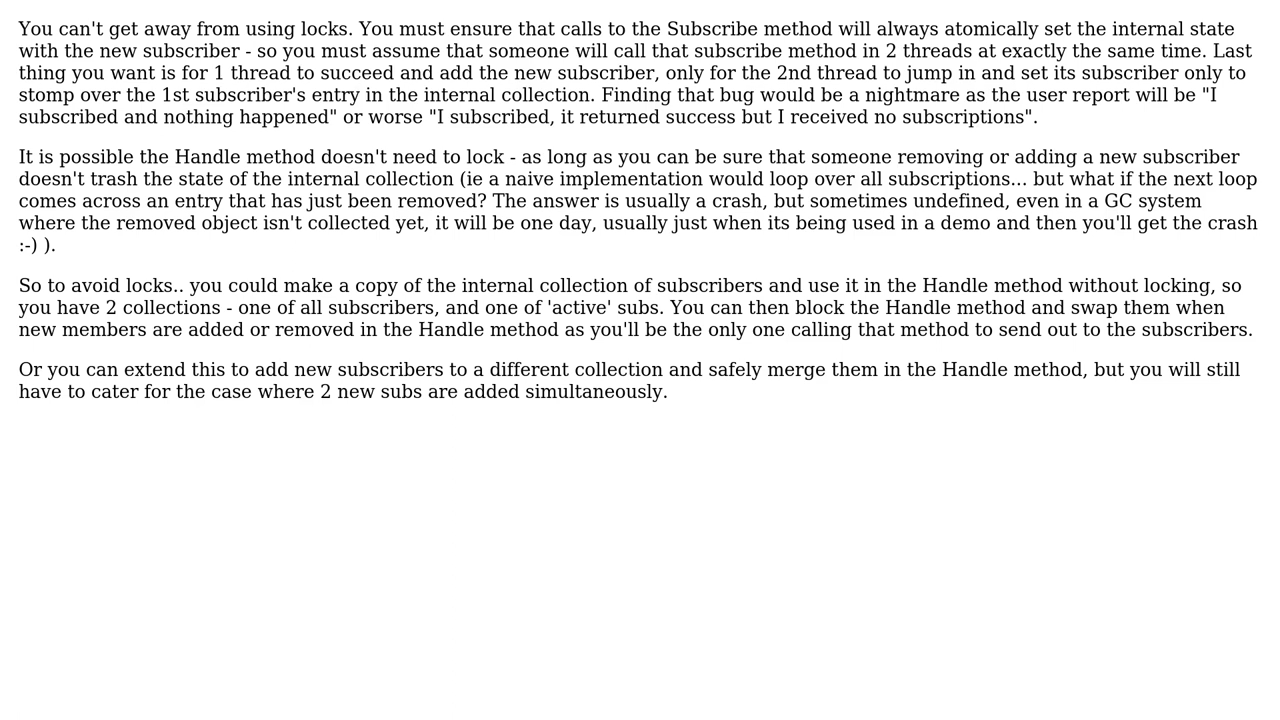 You can't get away from using locks. You must ensure that calls to the Subscribe method will always atomically set the internal state
with the new subscriber - so you must assume that someone will call that subscribe method in 2 threads at exactly the same time. Last
thing you want is for 1 thread to succeed and add the new subscriber, only for the 2nd thread to jump in and set its subscriber only to
stomp over the 1st subscriber's entry in the internal collection. Finding that bug would be a nightmare as the user report will be "I
subscribed and nothing happened" or worse "I subscribed, it returned success but I received no subscriptions".
It is possible the Handle method doesn't need to lock - as long as you can be sure that someone removing or adding a new subscriber
doesn't trash the state of the internal collection (ie a naive implementation would loop over all subscriptions... but what if the next loop
comes across an entry that has just been removed? The answer is usually a crash, but sometimes undefined, even in a GC system
where the removed object isn't collected yet, it will be one day, usually just when its being used in a demo and then you'll get the crash
:-) ).
So to avoid locks.. you could make a copy of the internal collection of subscribers and use it in the Handle method without locking, so
you have 2 collections - one of all subscribers, and one of 'active' subs. You can then block the Handle method and swap them when
new members are added or removed in the Handle method as you'll be the only one calling that method to send out to the subscribers.
Or you can extend this to add new subscribers to a different collection and safely merge them in the Handle method, but you will still
have to cater for the case where 2 new subs are added simultaneously.